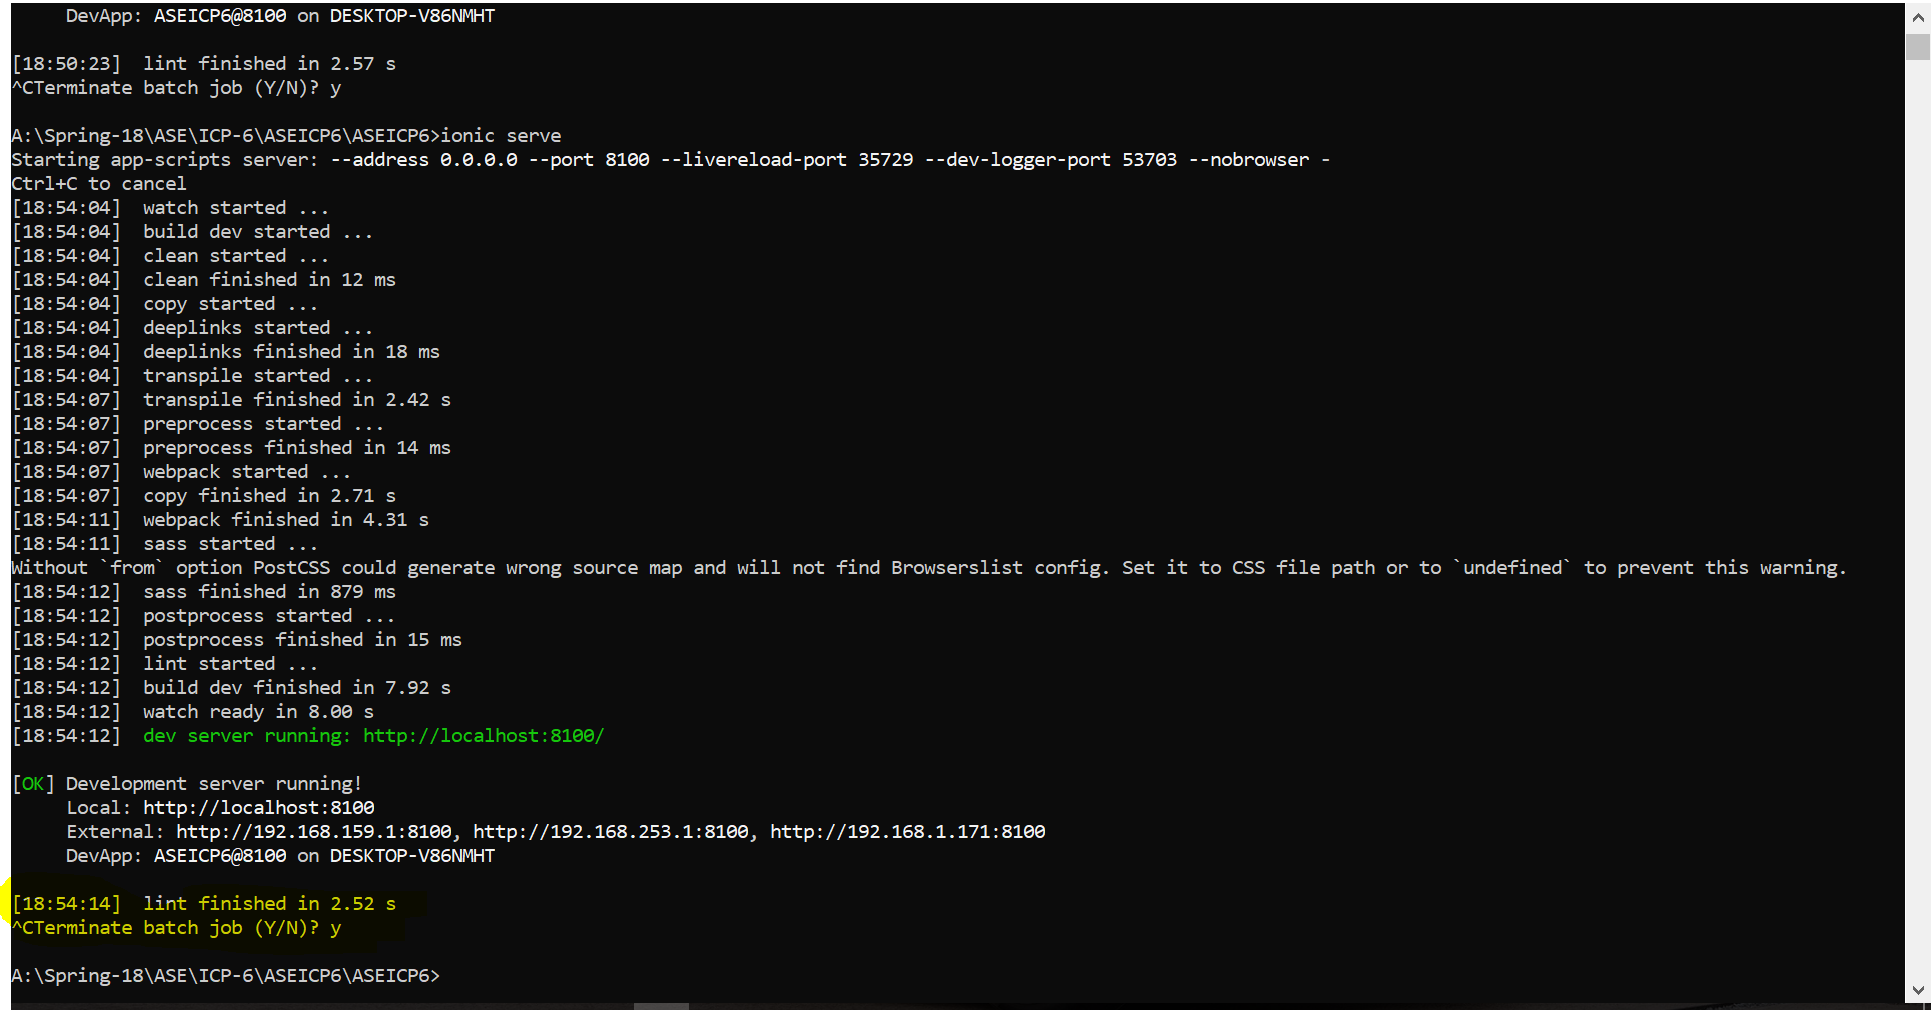 DevApp: ASEICP6@8100 on DESKTOP-V86NMHT
[18:50:23]  lint finished in 2.57 s
^CTerminate batch job (Y/N)? y
A:\Spring-18\ASE\ICP-6\ASEICP6\ASEICP6>ionic serve
Starting app-scripts server: --address 0.0.0.0 --port 8100 --livereload-port 35729 --dev-logger-port 53703 --nobrowser -
Ctrl+C to cancel
[18:54:04]  watch started ...
[18:54:04]  build dev started ...
[18:54:04]  clean started ...
[18:54:04]  clean finished in 12 ms
[18:54:04]  copy started ...
[18:54:04]  deeplinks started ...
[18:54:04]  deeplinks finished in 18 ms
[18:54:04]  transpile started ...
[18:54:07]  transpile finished in 2.42 s
[18:54:07]  preprocess started ...
[18:54:07]  preprocess finished in 14 ms
[18:54:07]  webpack started ...
[18:54:07]  copy finished in 2.71 s
[18:54:11]  webpack finished in 4.31 s
[18:54:11]  sass started ...
Without `from` option PostCSS could generate wrong source map and will not find Browserslist config. Set it to CSS file path or to `undefined` to prevent this warning.
[18:54:12]  sass finished in 879 ms
[18:54:12]  postprocess started ...
[18:54:12]  postprocess finished in 15 ms
[18:54:12]  lint started ...
[18:54:12]  build dev finished in 7.92 s
[18:54:12]  watch ready in 8.00 s
[18:54:12]  dev server running: http://localhost:8100/
[OK] Development server running!
Local: http://localhost:8100
External: http://192.168.159.1:8100, http://192.168.253.1:8100, http://192.168.1.171:8100
DevApp: ASEICP6@8100 on DESKTOP-V86NMHT
[18:54:14]  lint finished in 2.52 s
^CTerminate batch job (Y/N)? y
A:\Spring-18\ASE\ICP-6\ASEICP6\ASEICP6>